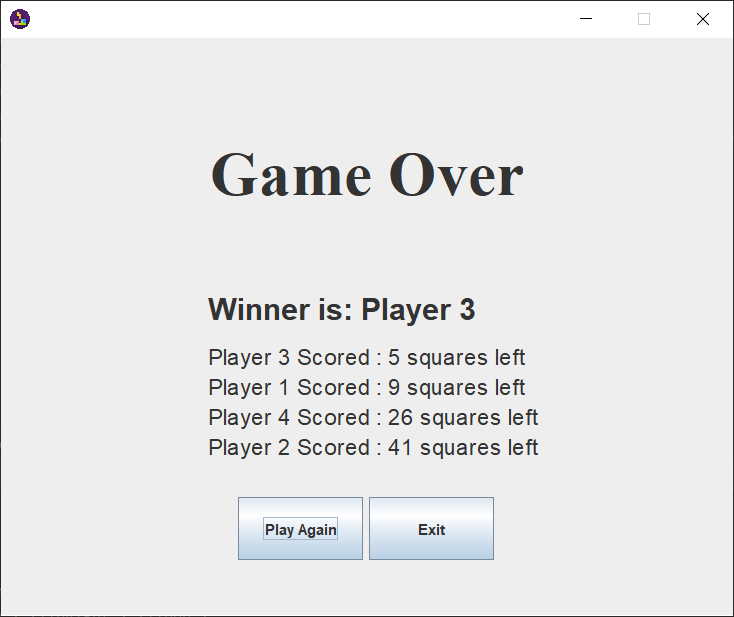 Game Over
Winner is: Player 3
Player 3 Scored : 5 squares left
Player 1 Scored : 9 squares left
Player 4 Scored : 26 squares left
Player 2 Scored : 41 squares left
Play Again
Exit